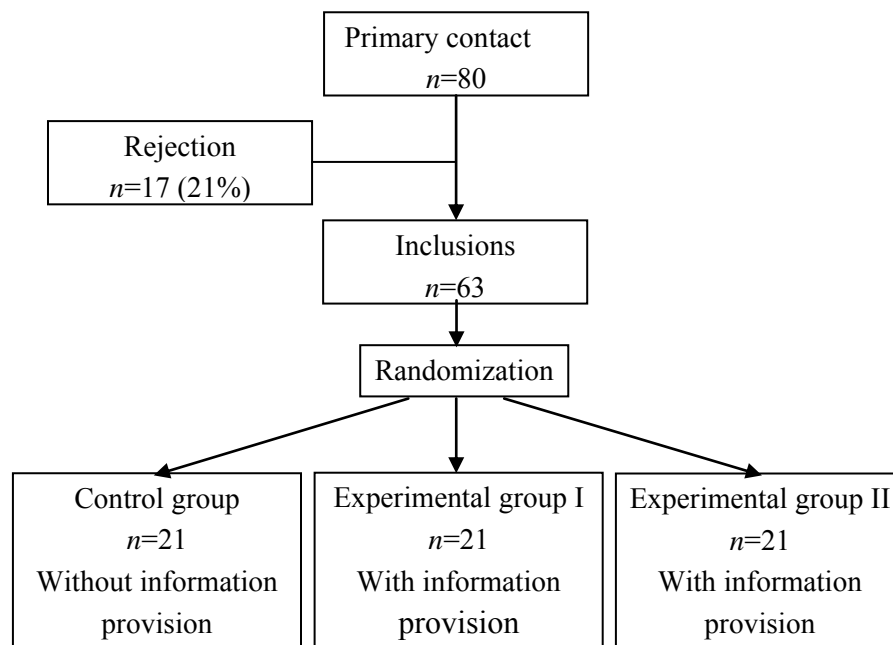 Primary contact
n=80
Rejection
n=17 (21%)
Inclusions
n=63
Randomization
Control group
n=21
Without information
provision
Experimental group I
n=21
With information
provision
Experimental group II
n=21
With information
provision